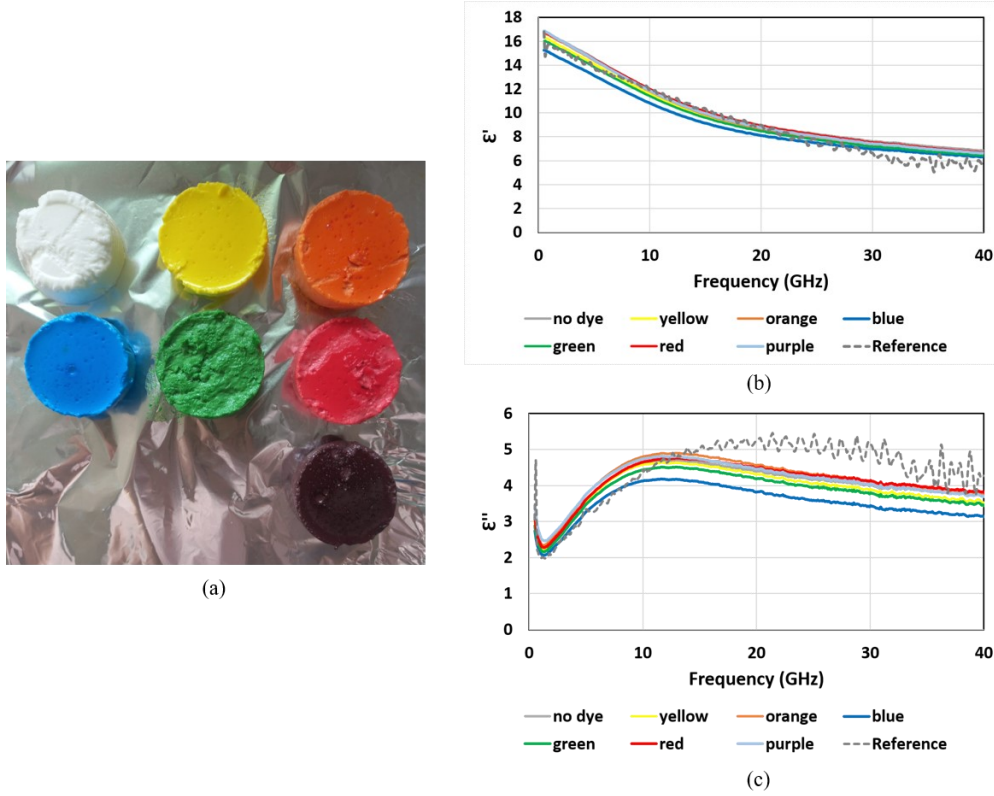 18
16
14
12
10
8
6
4
2
0
ε'
0 10 20 30 40
Frequency (GHz)
no dye yellow orange blue
green red purple Reference
(b)
6
5
4
3
2
1
0
ε"
0 10 20 30 40
Frequency (GHz)
no dye yellow orange blue
green red purple Reference
(c)
(a)